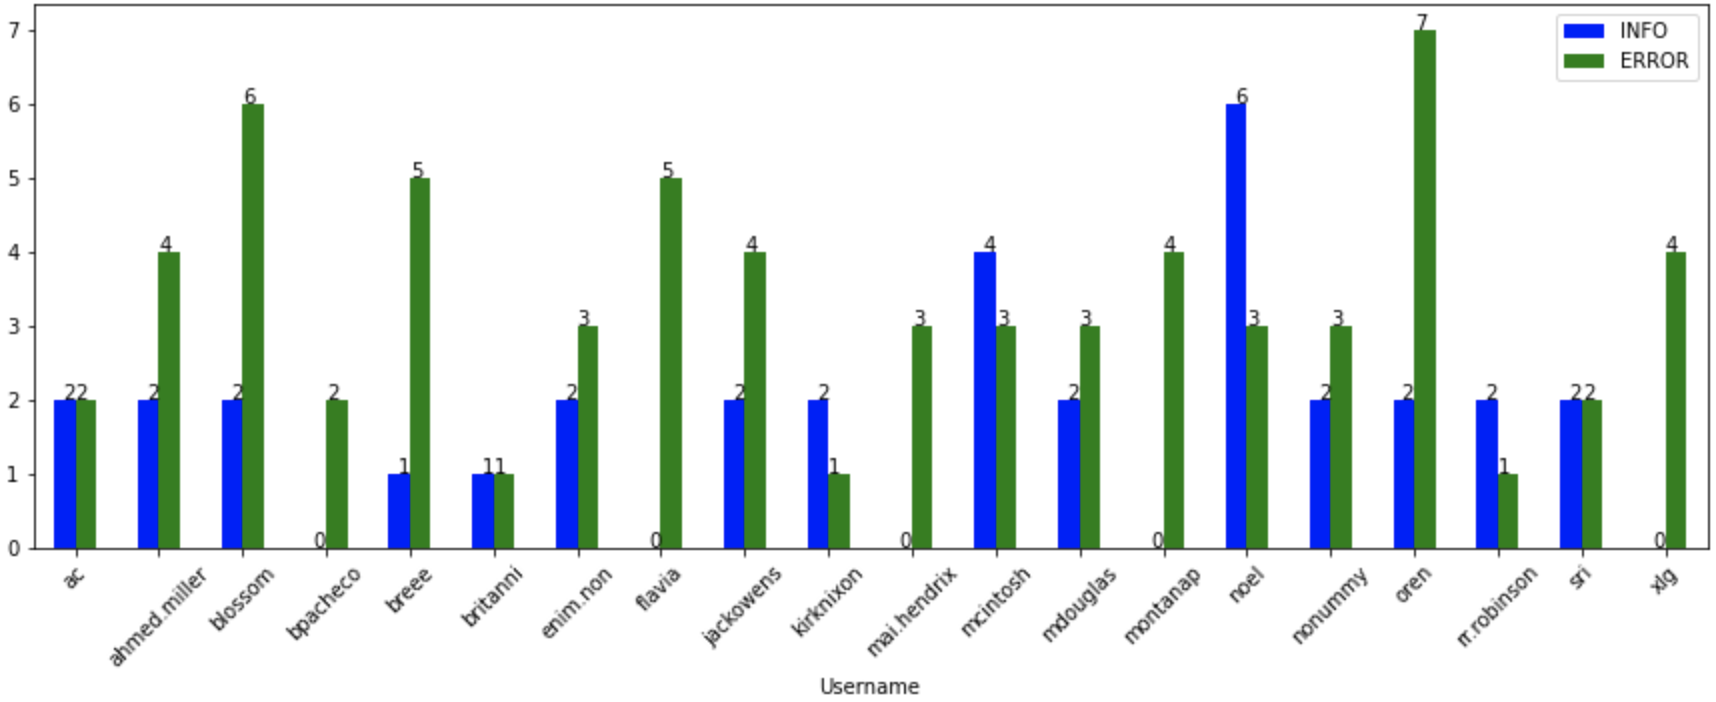 7
6
5
4
3
2
1
0
INFO
ERROR
2 2
2 4
2 6
0 2
1 5
1 1
2 3
0 5
2 4
2 1
0 3
4 3
2 3
0 4
6 3
2 3
2 7
2 1
2 2
0 4
ac
ahmed.miller
blossom
bpacheco
breee
britanni
enim.non
flavia
jackowens
kirknixon
mai.hendrix
mcintosh
mdouglas
montanap
noel
nonummy
oren
rr.robinson
sri
xlg
Username